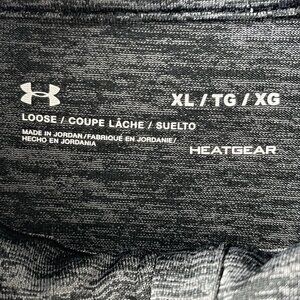 XL / TG / XG
LOOSE / COUPE LÂCHE / SUELTO
MADE IN JORDAN / FABRIQUÉ EN JORDANIE /
HECHO EN JORDANIA
HEATGEAR